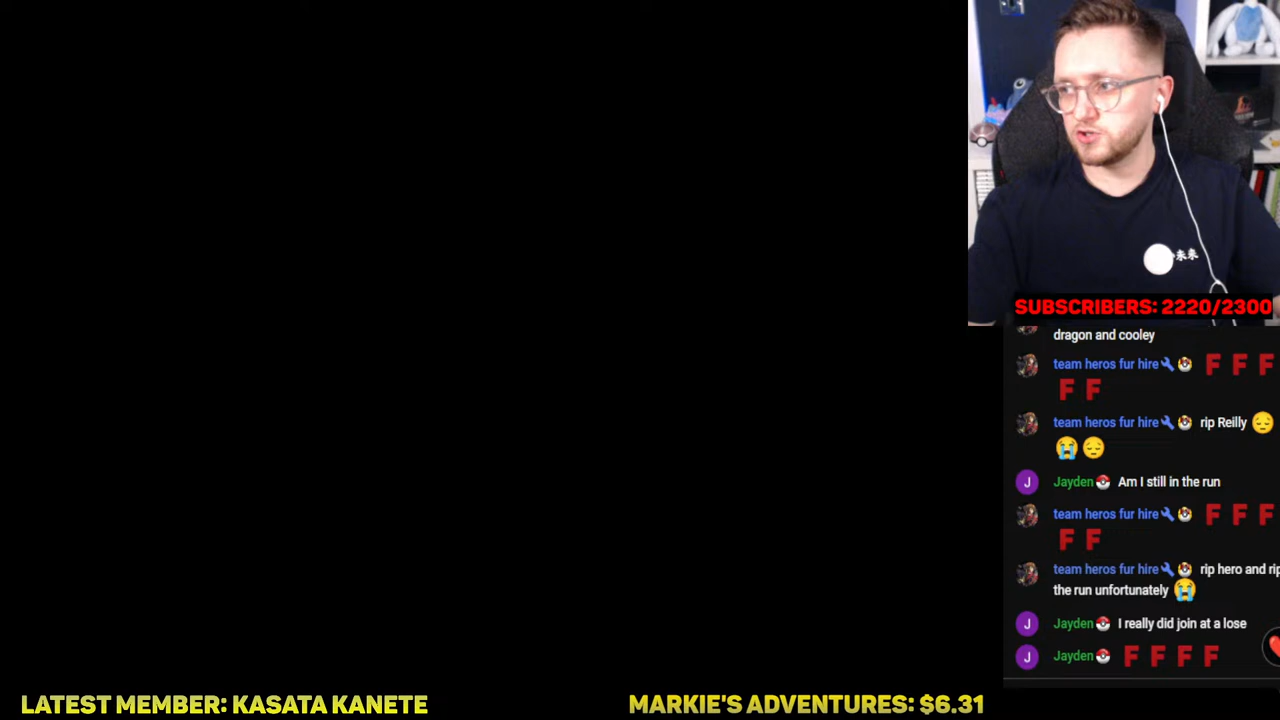 未来
SUBSCRIBERS: 2220/2300
dragon and cooley
team heros fur hire F F F
F F
team heros fur hire rip Reilly 😔
😭 😔
J Jayden Am I still in the run
team heros fur hire F F F
F F
team heros fur hire rip hero and rip
the run unfortunately 😭
J Jayden I really did join at a lose
J Jayden F F F F
LATEST MEMBER: KASATA KANETE
MARKIE'S ADVENTURES: $6.31